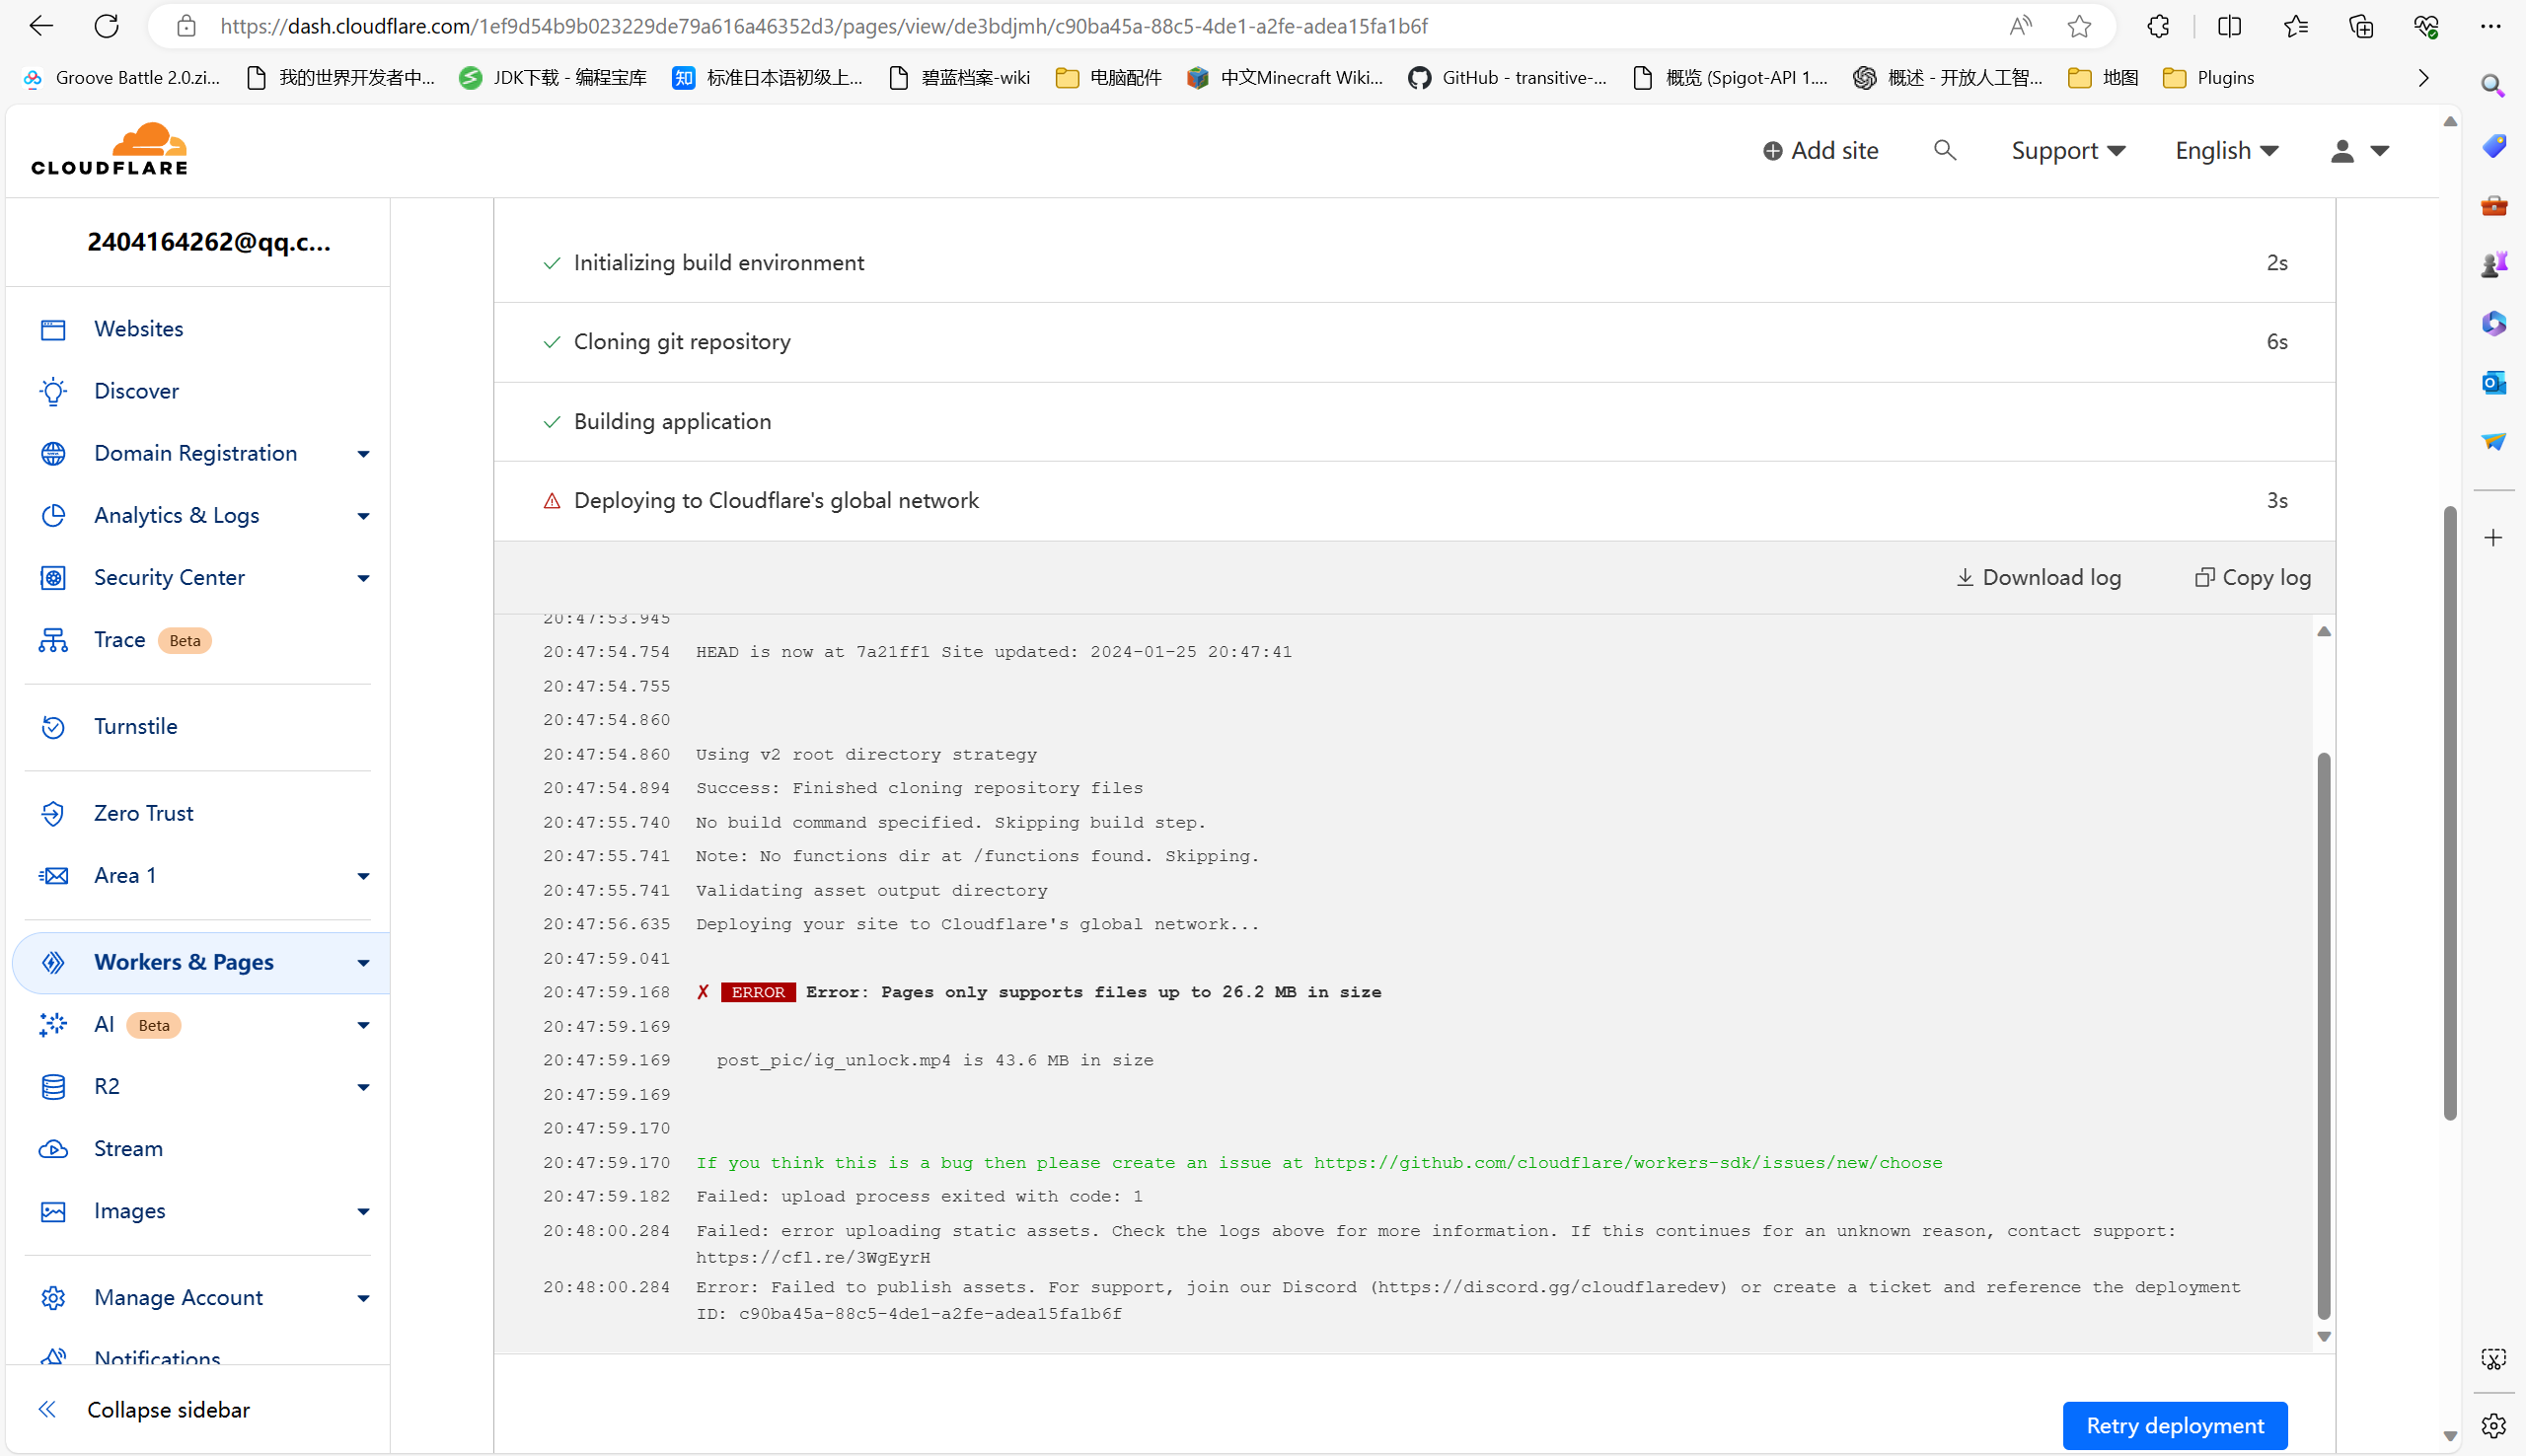 https://dash.cloudflare.com/1ef9d54b9b023229de79a616a46352d3/pages/view/de3bdjmh/c90ba45a-88c5-4de1-a2fe-adea15fa1b6f
Groove Battle 2.0.zi...
我的世界开发者中...
JDK下载 - 编程宝库
知 标准日本语初级上...
碧蓝档案-wiki
电脑配件
中文Minecraft Wiki...
GitHub - transitive-...
概览 (Spigot-API 1....
概述 - 开放人工智...
地图
Plugins
CLOUDFLARE
Add site
Support
English
2404164262@qq.c...
Websites
Discover
Domain Registration
Analytics & Logs
Security Center
Trace Beta
Turnstile
Zero Trust
Area 1
Workers & Pages
AI Beta
R2
Stream
Images
Manage Account
Notifications
Collapse sidebar
Initializing build environment 2s
Cloning git repository 6s
Building application
Deploying to Cloudflare's global network 3s
Download log
Copy log
20:47:53.945
20:47:54.754 HEAD is now at 7a21ff1 Site updated: 2024-01-25 20:47:41
20:47:54.755
20:47:54.860
20:47:54.860 Using v2 root directory strategy
20:47:54.894 Success: Finished cloning repository files
20:47:55.740 No build command specified. Skipping build step.
20:47:55.741 Note: No functions dir at /functions found. Skipping.
20:47:55.741 Validating asset output directory
20:47:56.635 Deploying your site to Cloudflare's global network...
20:47:59.041
20:47:59.168 ✗ ERROR Error: Pages only supports files up to 26.2 MB in size
20:47:59.169
20:47:59.169 post_pic/ig_unlock.mp4 is 43.6 MB in size
20:47:59.169
20:47:59.170
20:47:59.170 If you think this is a bug then please create an issue at https://github.com/cloudflare/workers-sdk/issues/new/choose
20:47:59.182 Failed: upload process exited with code: 1
20:48:00.284 Failed: error uploading static assets. Check the logs above for more information. If this continues for an unknown reason, contact support:
https://cfl.re/3WgEyrH
20:48:00.284 Error: Failed to publish assets. For support, join our Discord (https://discord.gg/cloudflaredev) or create a ticket and reference the deployment
ID: c90ba45a-88c5-4de1-a2fe-adea15fa1b6f
Retry deployment